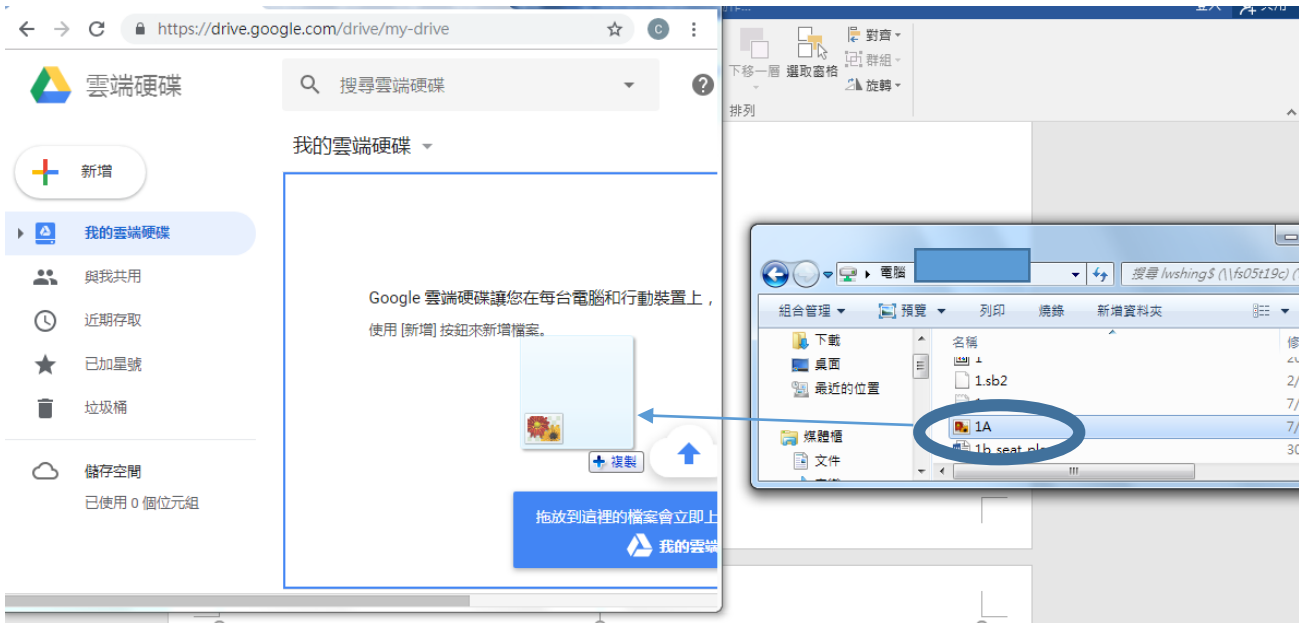 https://drive.google.com/drive/my-drive
C
雲端硬碟
搜尋雲端硬碟
我的雲端硬碟
新增
我的雲端硬碟
與我共用
近期存取
已加星號
垃圾桶
儲存空間
已使用 0 個位元組
Google 雲端硬碟讓您在每台電腦和行動裝置上，
使用 [新增] 按鈕來新增檔案。
複製
拖放到這裡的檔案會立即上
我的雲端
對齊
群組
旋轉
下移一層
選取窗格
排列
電腦
搜尋 lwshing$ (\\fs05t19c) (
組合管理
預覽
列印
燒錄
新增資料夾
下載
桌面
最近的位置
媒體櫃
文件
名稱
修
1
1.sb2
2/
7/
1A
7/
1b seat pl
30